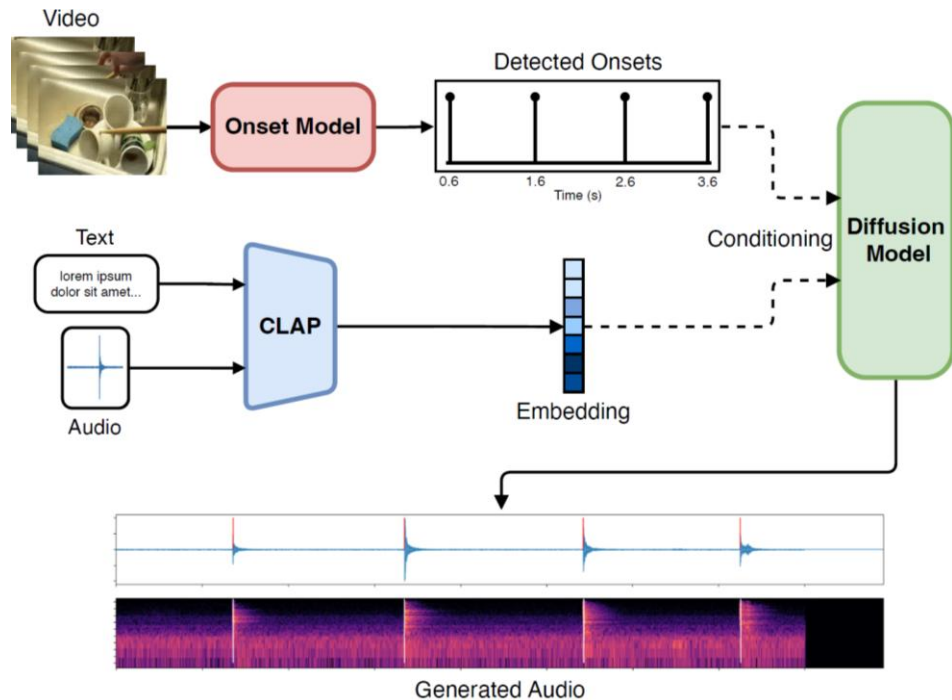 Video
Onset Model
Detected Onsets
0.6 1.6 2.6 3.6
Time (s)
Text
lorem ipsum
dolor sit amet...
CLAP
Audio
Embedding
Conditioning
Diffusion
Model
Generated Audio